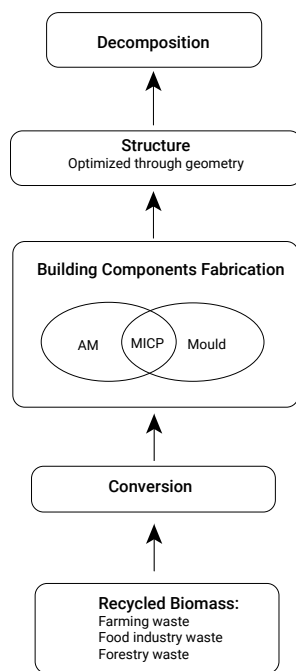 Decomposition
Structure
Optimized through geometry
Building Components Fabrication
AM MICP Mould
Conversion
Recycled Biomass:
Farming waste
Food industry waste
Forestry waste